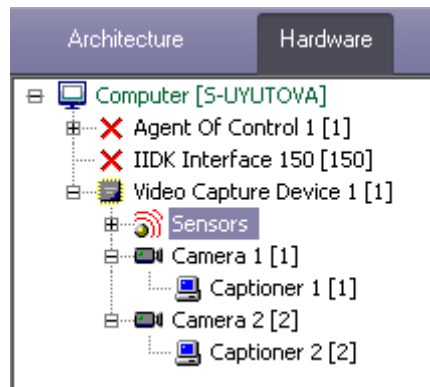 Architecture Hardware
Computer [S-UYUTOVA]
Agent Of Control 1 [1]
IIDK Interface 150 [150]
Video Capture Device 1 [1]
Sensors
Camera 1 [1]
Captioner 1 [1]
Camera 2 [2]
Captioner 2 [2]